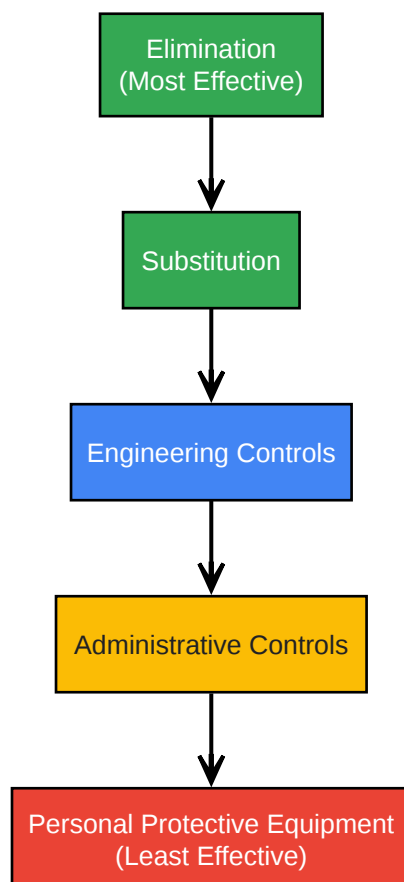 Elimination
(Most Effective)
Substitution
Engineering Controls
Administrative Controls
Personal Protective Equipment
(Least Effective)